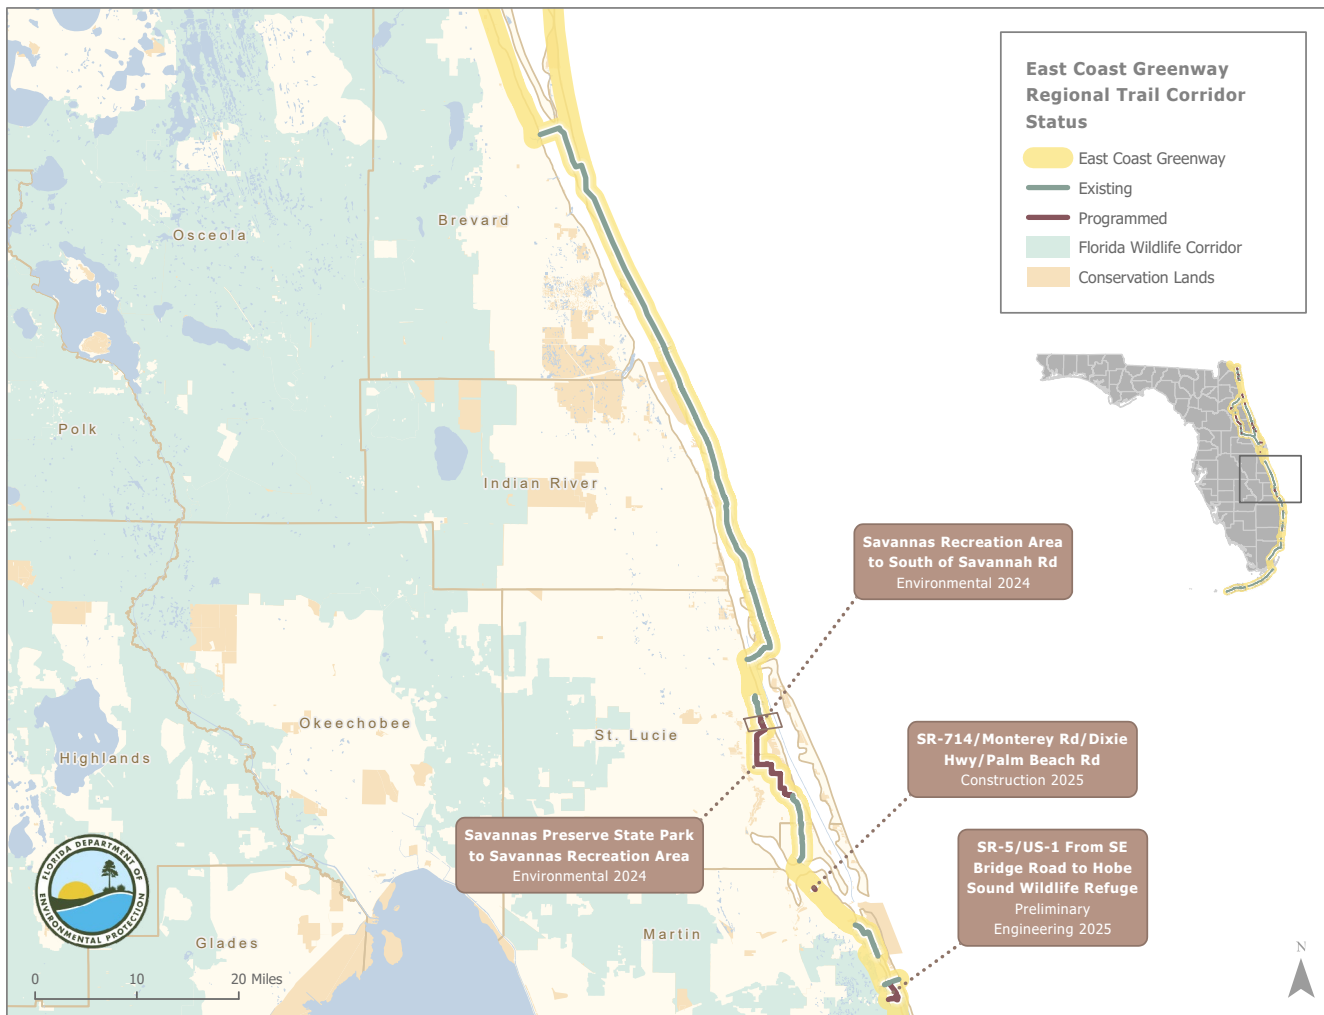 East Coast Greenway
Regional Trail Corridor
Status
East Coast Greenway
Existing
Programmed
Florida Wildlife Corridor
Conservation Lands
Osceola
Brevard
Polk
Indian River
Savannas Recreation Area
to South of Savannah Rd
Environmental 2024
Okeechobee
St. Lucie
Highlands
SR-714/Monterey Rd/Dixie
Hwy/Palm Beach Rd
Construction 2025
Savannas Preserve State Park
to Savannas Recreation Area
Environmental 2024
SR-5/US-1 From SE
Bridge Road to Hobe
Sound Wildlife Refuge
Preliminary
Engineering 2025
FLORIDA DEPARTMENT OF
ENVIRONMENTAL PROTECTION
Glades
Martin
N
0 10 20 Miles